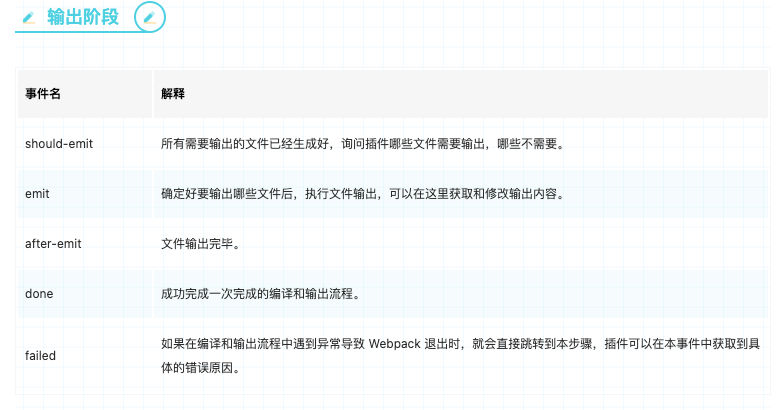 输出阶段
事件名 解释
should-emit 所有需要输出的文件已经生成好，询问插件哪些文件需要输出，哪些不需要。
emit 确定好要输出哪些文件后，执行文件输出，可以在这里获取和修改输出内容。
after-emit 文件输出完毕。
done 成功完成一次完成的编译和输出流程。
failed 如果在编译和输出流程中遇到异常导致 Webpack 退出时，就会直接跳转到本步骤，插件可以在本事件中获取到具
体的错误原因。